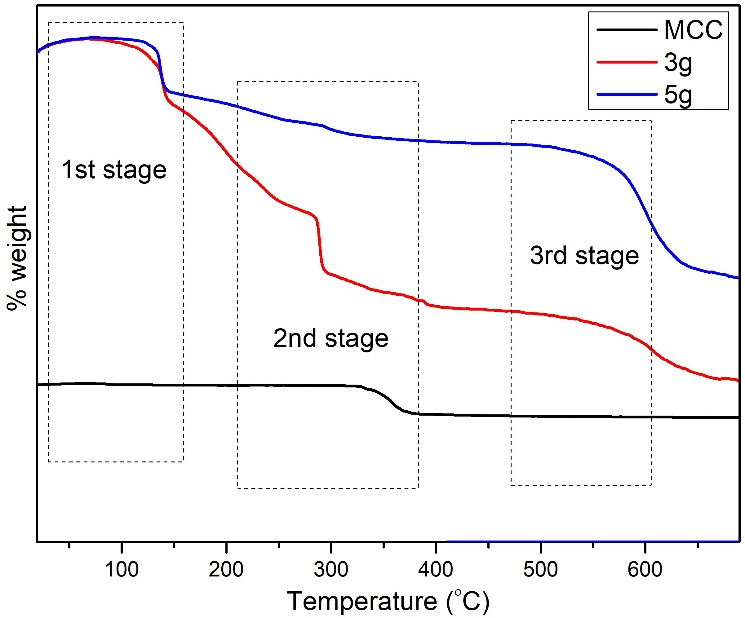 MCC
3g
5g
1st stage
2nd stage
3rd stage
% weight
100
200
300
400
500
600
Temperature (°C)